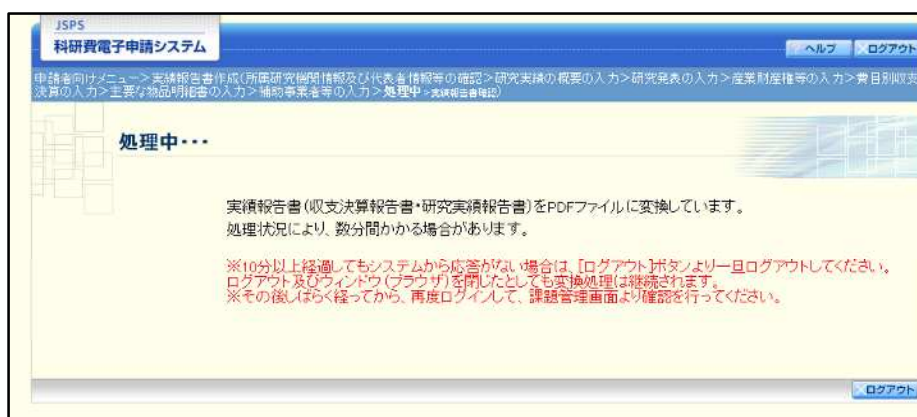 JSPS
科研費電子申請システム
ヘルプ ログアウト
申請者向けメニュー>実績報告書作成(所属研究機関情報及び代表者情報等の確認>研究実績の概要の入力>研究発表の入力>産業財産権等の入力>費目別収支
決算の入力>主要な物品明細書の入力>補助事業者等の入力>処理中>実績報告書確認)
処理中・・・
実績報告書(収支決算報告書・研究実績報告書)をPDFファイルに変換しています。
処理状況により、数分間かかる場合があります。
※10分以上経過してもシステムから応答がない場合は、[ログアウト]ボタンより一旦ログアウトしてください。
ログアウト及びウィンドウ(ブラウザ)を閉じたとしても変換処理は継続されます。
※その後しばらく経ってから、再度ログインして、課題管理画面より確認を行ってください。
ログアウト